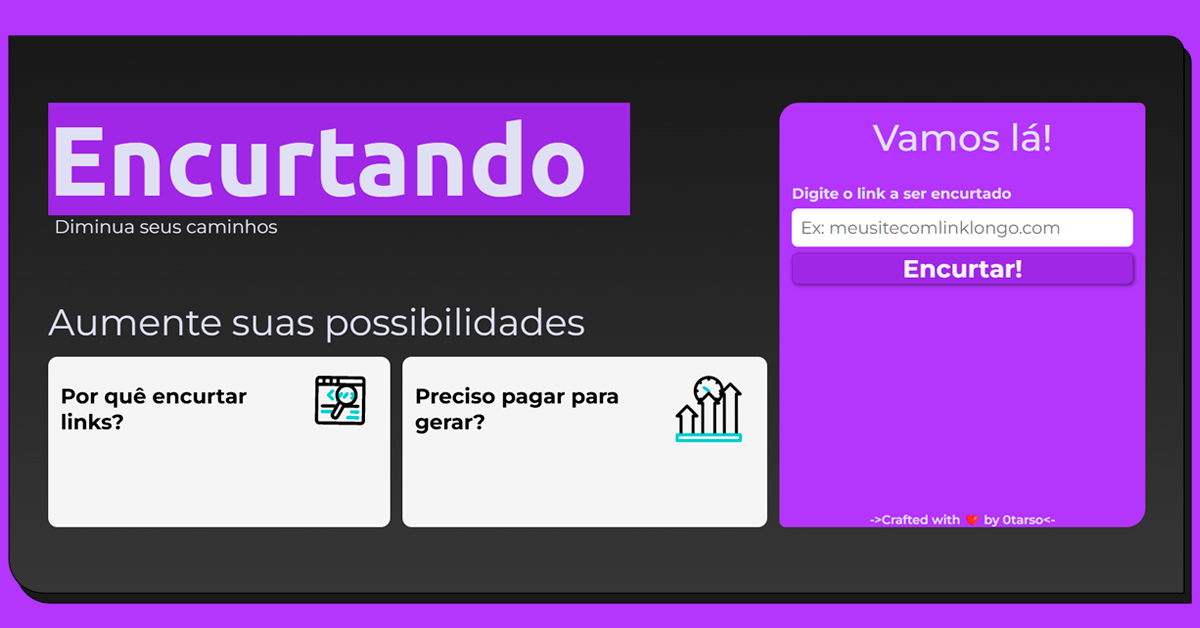 Encurtando
Diminua seus caminhos
Aumente suas possibilidades
Por quê encurtar
links?
Preciso pagar para
gerar?
Vamos lá!
Digite o link a ser encurtado
Ex: meusitecomlinklongo.com
Encurtar!
->Crafted with ❤️ by 0tarso<-